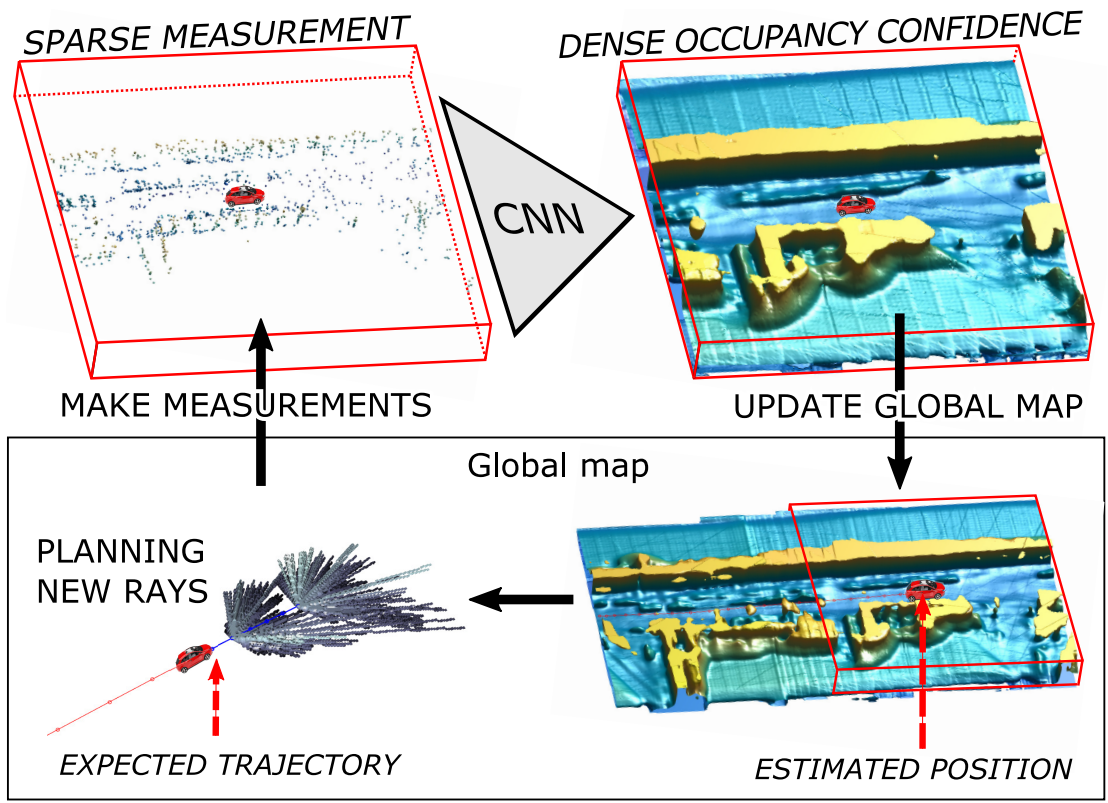 SPARSE MEASUREMENT
DENSE OCCUPANCY CONFIDENCE
CNN
MAKE MEASUREMENTS
UPDATE GLOBAL MAP
Global map
PLANNING
NEW RAYS
EXPECTED TRAJECTORY
ESTIMATED POSITION